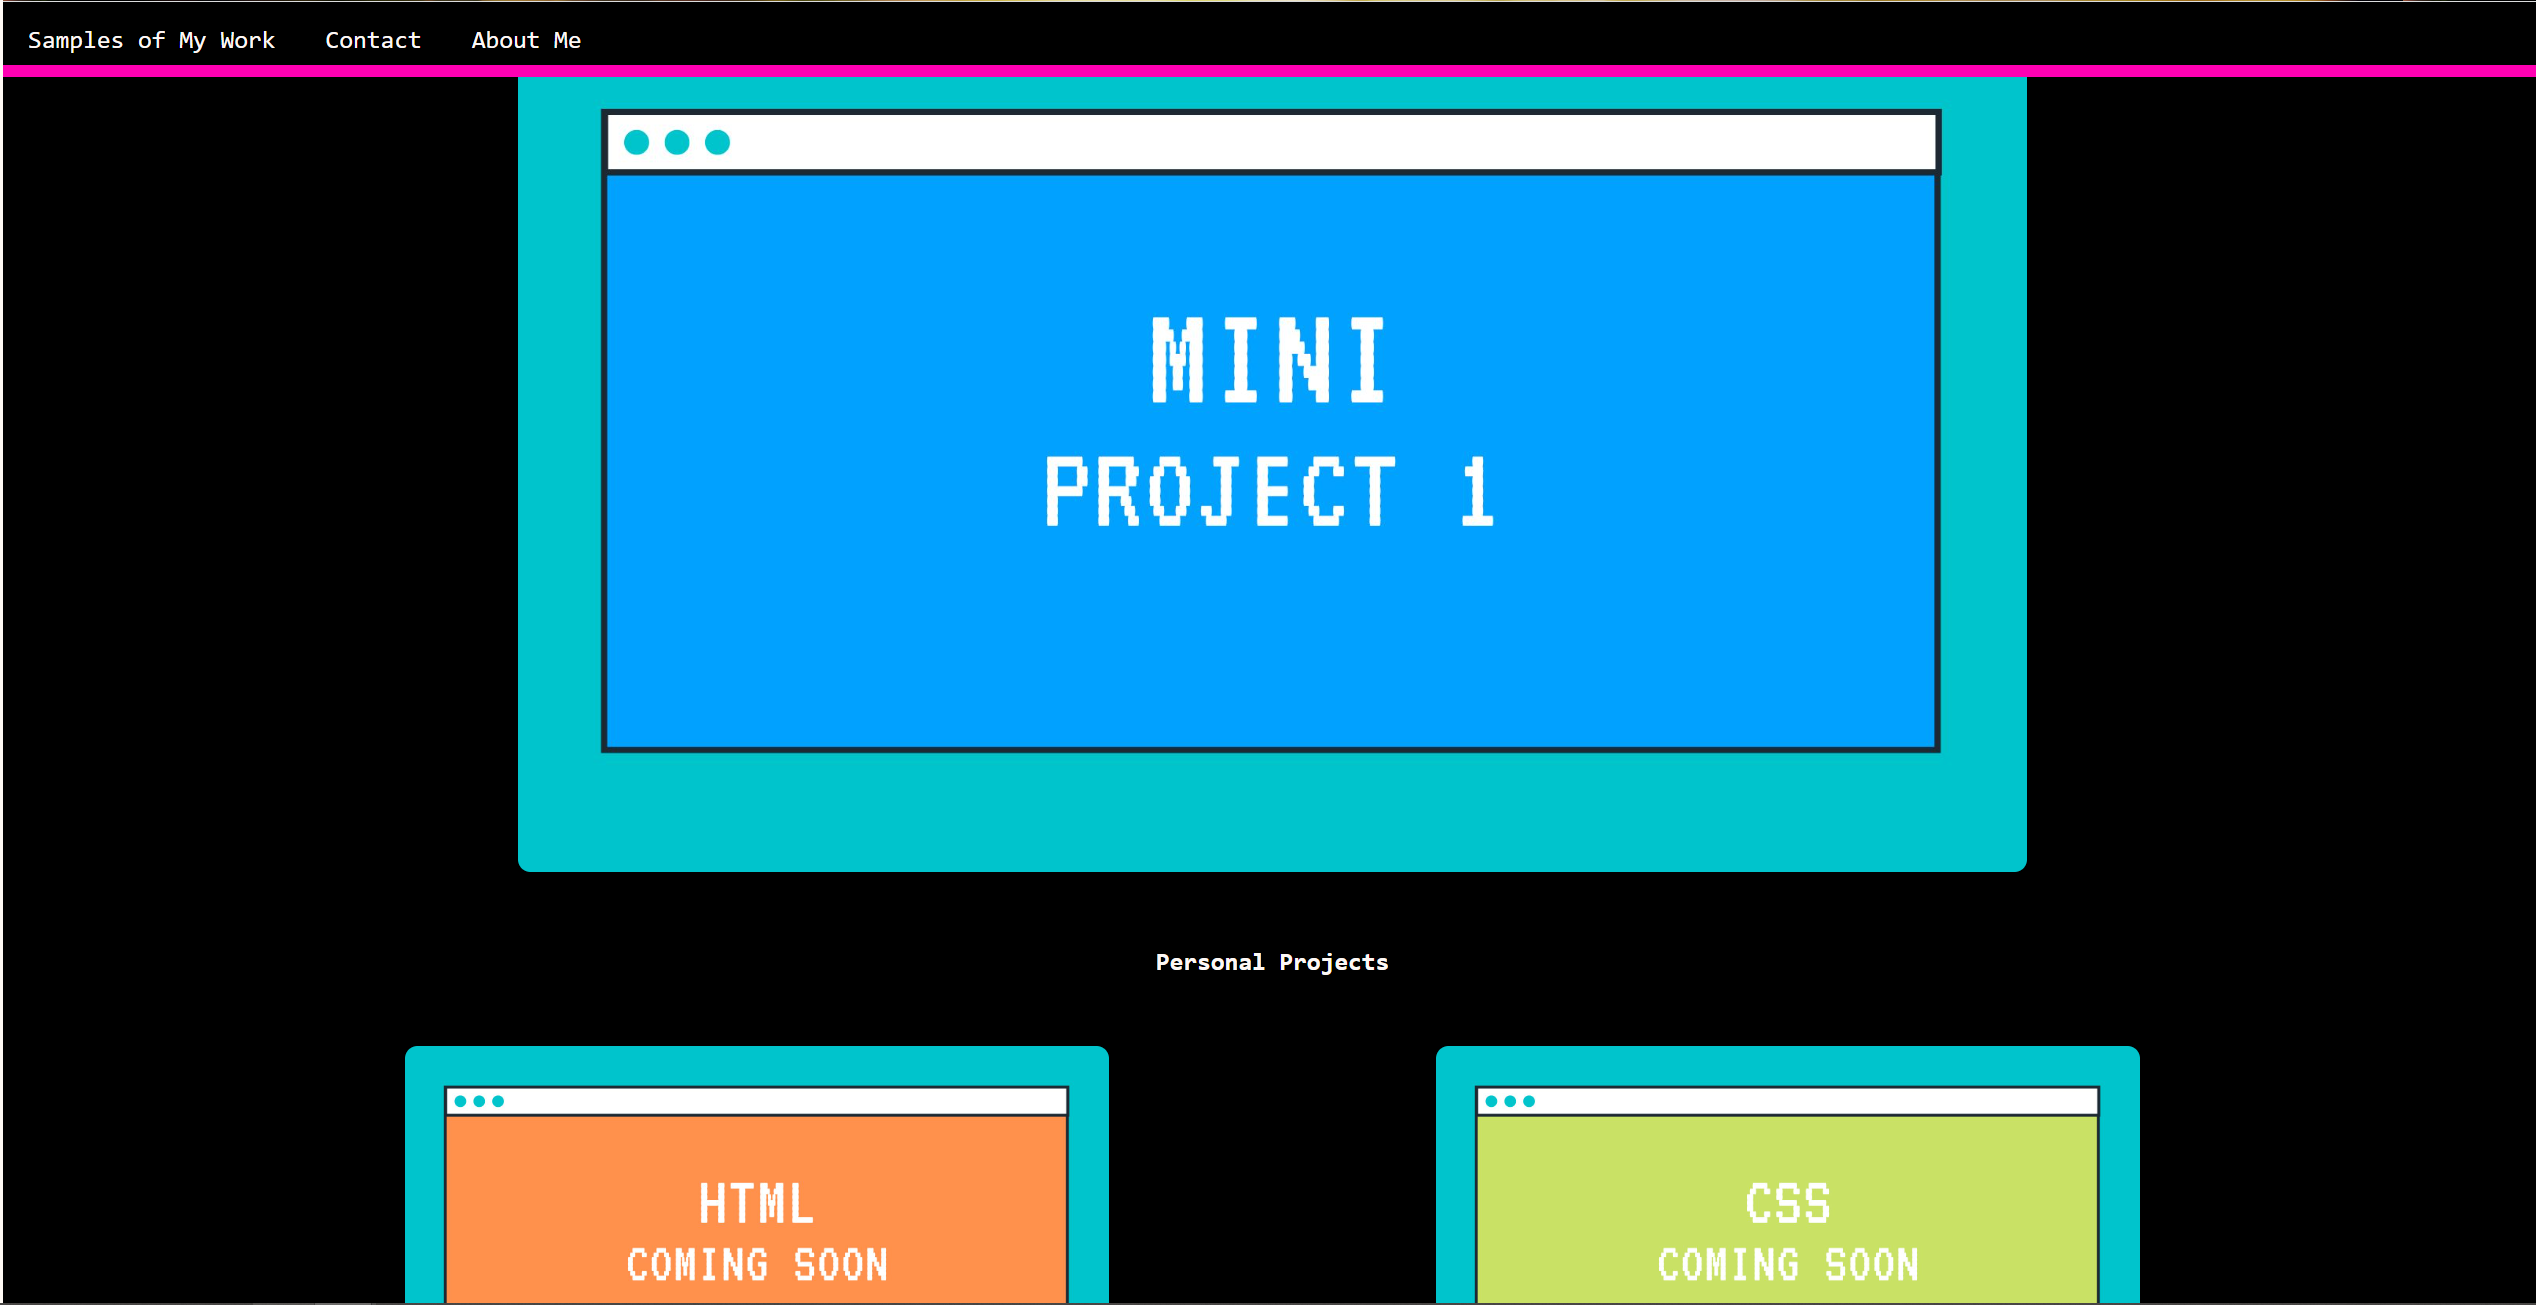 Samples of My Work Contact About Me
MINI
PROJECT 1
Personal Projects
HTML
COMING SOON
CSS
COMING SOON